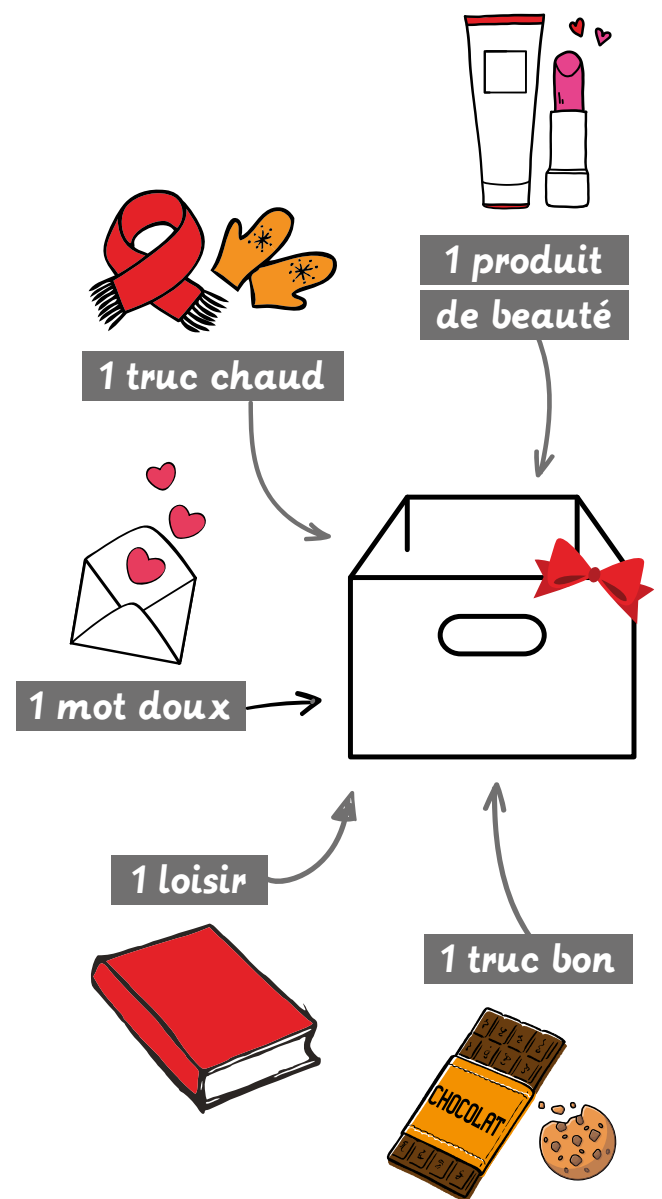 1 produit
de beauté
1 truc chaud
1 mot doux
1 loisir
1 truc bon
CHOCOLAT